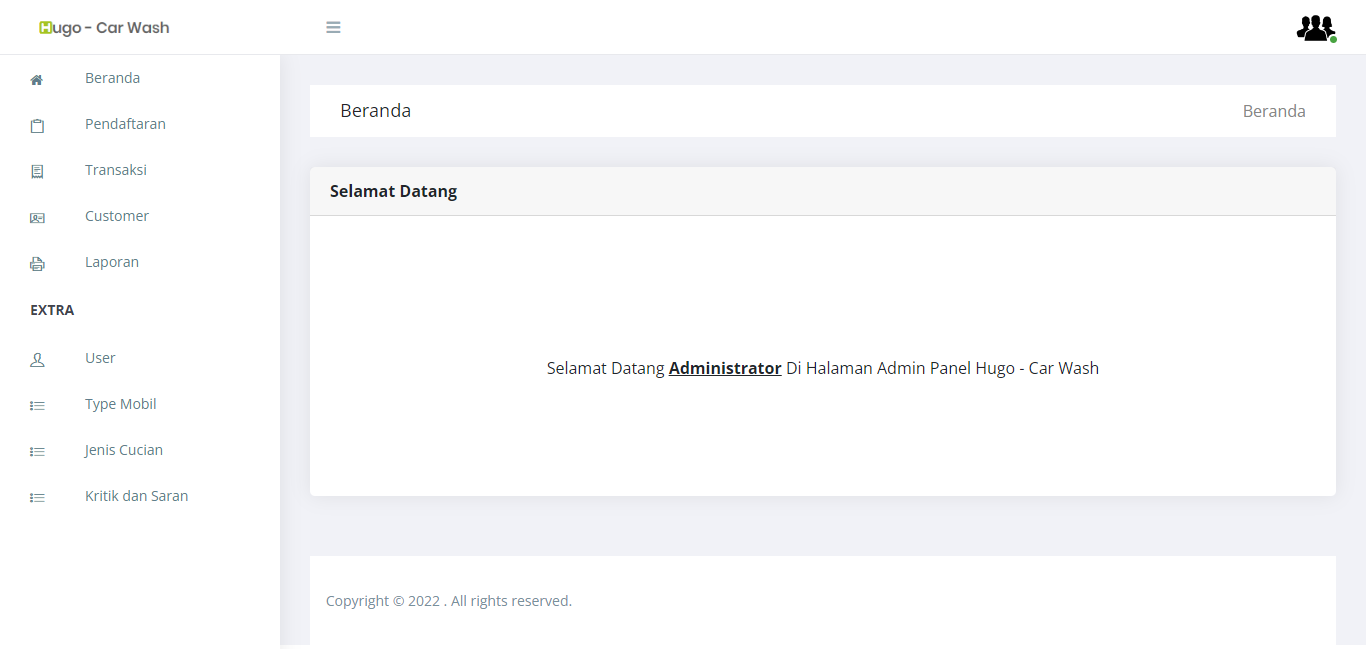 Hugo - Car Wash
Beranda
Pendaftaran
Transaksi
Customer
Laporan
EXTRA
User
Type Mobil
Jenis Cucian
Kritik dan Saran
Beranda
Beranda
Selamat Datang
Selamat Datang Administrator Di Halaman Admin Panel Hugo - Car Wash
Copyright © 2022 . All rights reserved.